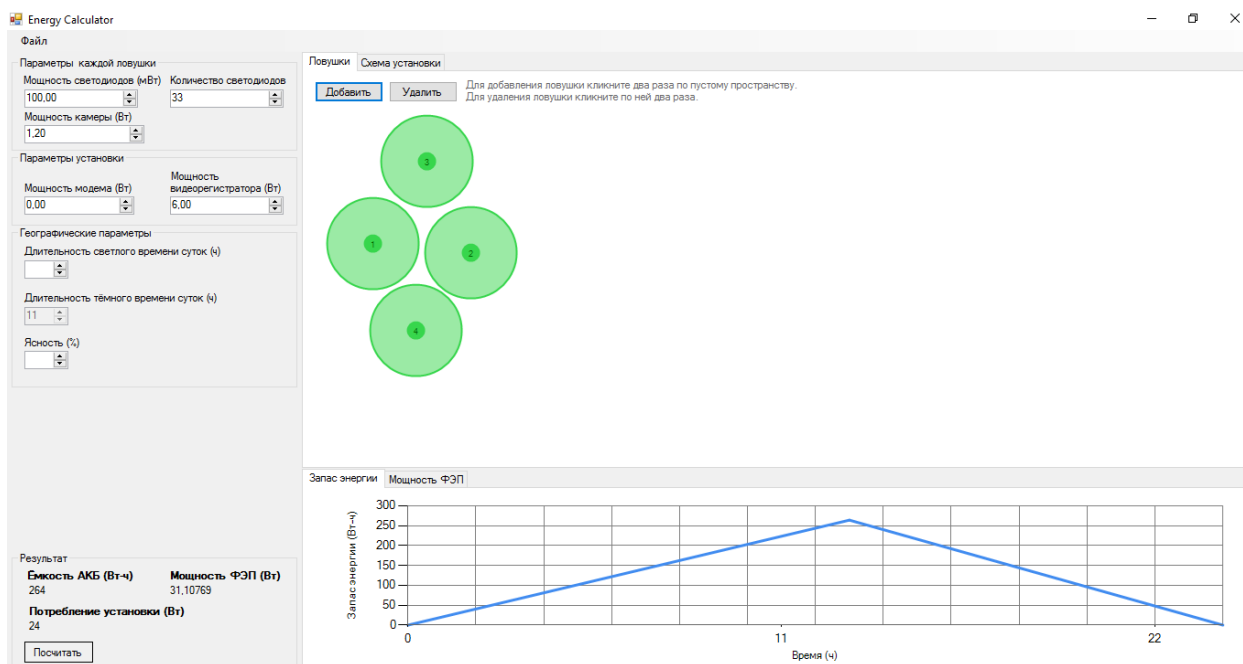 Energy Calculator
Файл
Параметры каждой ловушки
Мощность светодиодов (мВт) Количество светодиодов
100,00 33
Мощность камеры (Вт)
1,20
Параметры установки
Мощность модема (Вт) Мощность видеорегистратора (Вт)
0,00 6,00
Географические параметры
Длительность светлого времени суток (ч)
Длительность тёмного времени суток (ч)
11
Ясность (%)
Результат
Ёмкость АКБ (Вт-ч) Мощность ФЭП (Вт)
264 31,10769
Потребление установки (Вт)
24
Посчитать
Ловушки Схема установки
Добавить Удалить
Для добавления ловушки кликните два раза по пустому пространству.
Для удаления ловушки кликните по ней два раза.
3
1
2
4
Запас энергии Мощность ФЭП
Запас энергии (Вт-ч)
300
250
200
150
100
50
0
0 11 22
Время (ч)